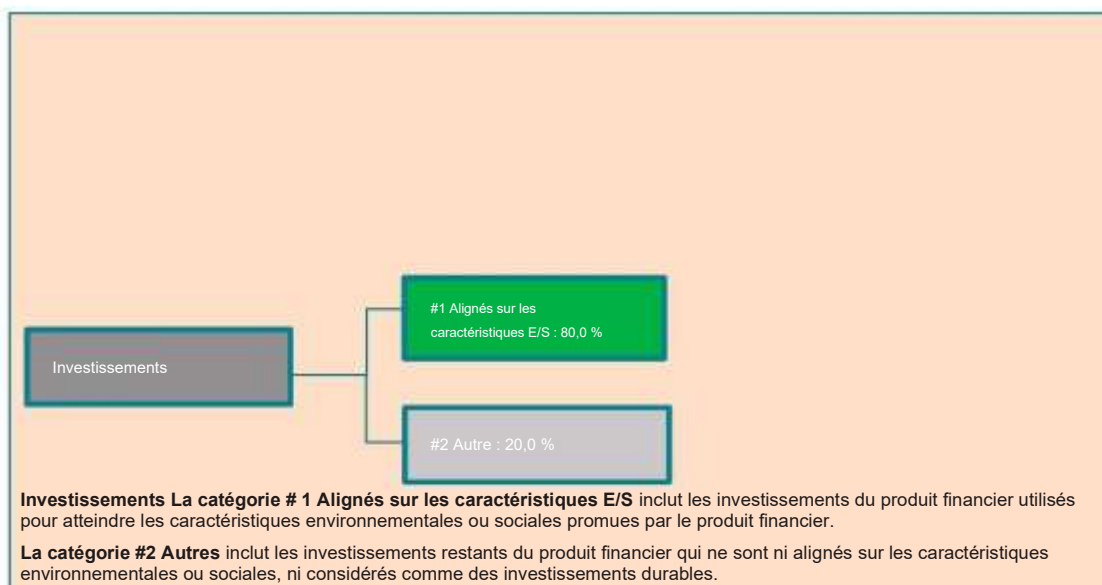 #1 Alignés sur les
caractéristiques E/S : 80,0 %
Investissements
#2 Autre : 20,0 %
Investissements La catégorie # 1 Alignés sur les caractéristiques E/S inclut les investissements du produit financier utilisés
pour atteindre les caractéristiques environnementales ou sociales promues par le produit financier.
La catégorie #2 Autres inclut les investissements restants du produit financier qui ne sont ni alignés sur les caractéristiques
environnementales ou sociales, ni considérés comme des investissements durables.